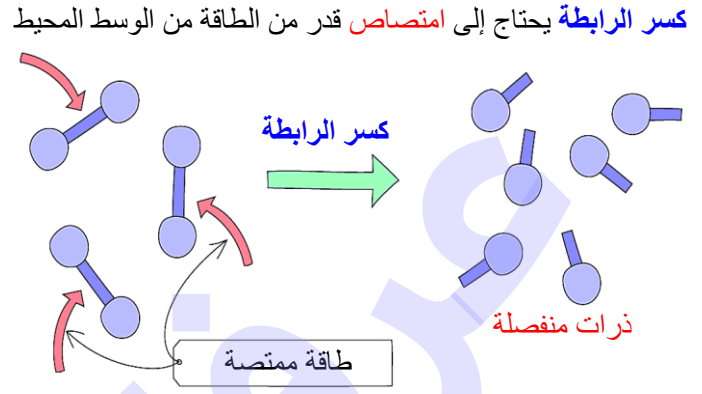 كسر الرابطة يحتاج إلى امتصاص قدر من الطاقة من الوسط المحيط
كسر الرابطة
ذرات منفصلة
طاقة ممتصة